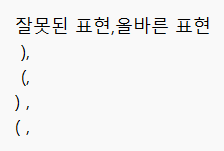 잘못된 표현,올바른 표현
 ),
 (,
) ,
( ,